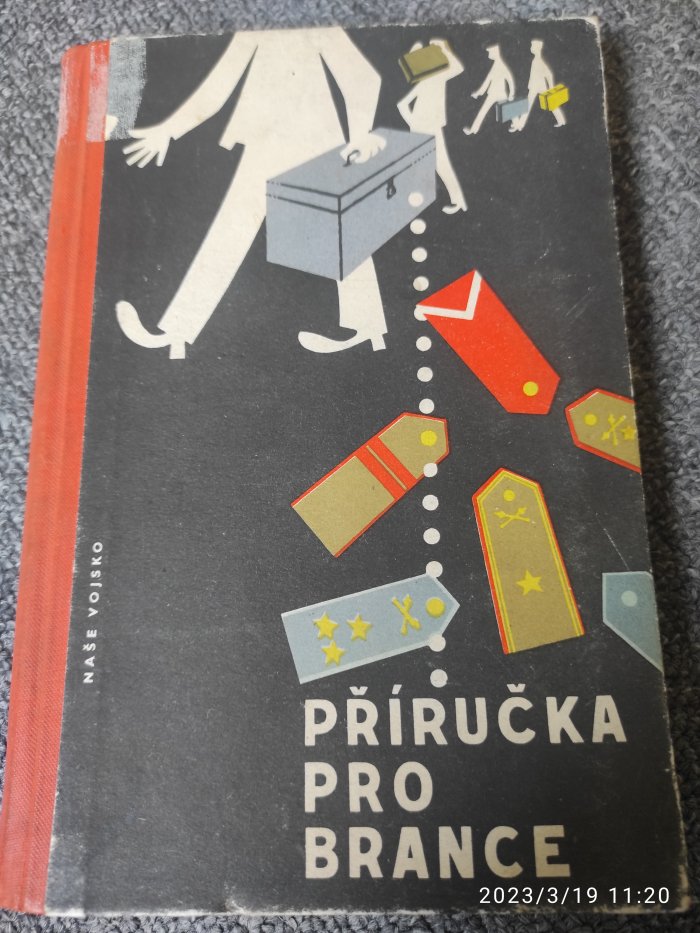 NAŠE VOJSKO
PŘÍRUČKA
PRO
BRANCE
2023/3/19 11:20